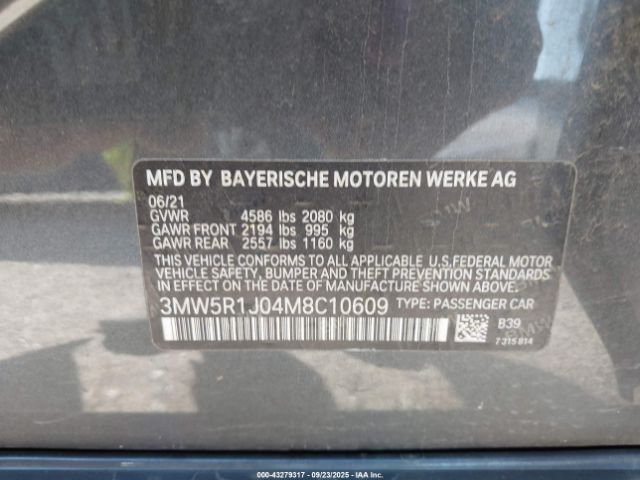 MFD BY BAYERISCHE MOTOREN WERKE AG
06/21
GVWR 4586 lbs 2080 kg
GAWR FRONT 2194 lbs 995 kg
GAWR REAR 2557 lbs 1160 kg
THIS VEHICLE CONFORMS TO ALL APPLICABLE U.S.FEDERAL MOTOR
VEHICLE SAFETY, BUMPER AND THEFT PREVENTION STANDARDS
IN EFFECT ON THE DATE OF MANUFACTURE SHOWN ABOVE.
3MW5R1J04M8C10609 TYPE: PASSENGER CAR
B39
7 315 814
000-43279317 - 09/23/2025 - IAAI.COM